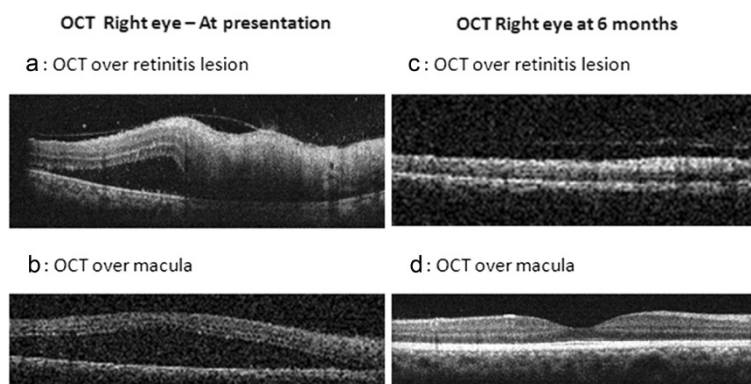 OCT Right eye – At presentation
a: OCT over retinitis lesion
b: OCT over macula
OCT Right eye at 6 months
c: OCT over retinitis lesion
d: OCT over macula